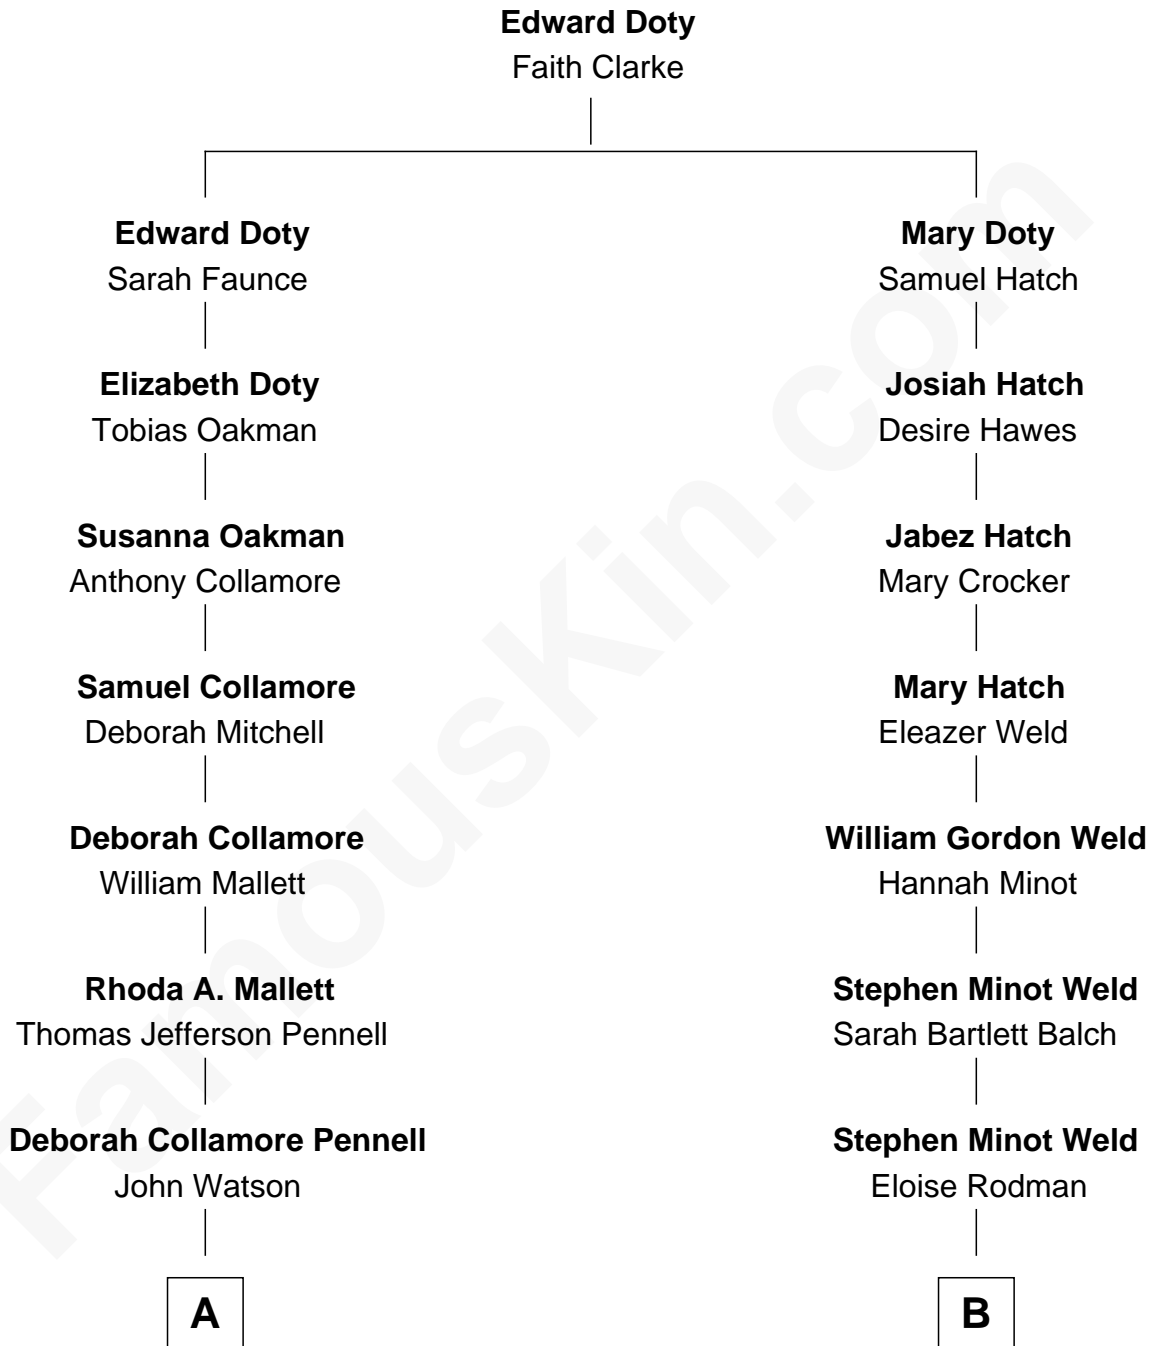 Edward Doty
Faith Clarke
Edward Doty
Sarah Faunce
Mary Doty
Samuel Hatch
Elizabeth Doty
Tobias Oakman
Josiah Hatch
Desire Hawes
Susanna Oakman
Anthony Collamore
Jabez Hatch
Mary Crocker
Samuel Collamore
Deborah Mitchell
Mary Hatch
Eleazer Weld
Deborah Collamore
William Mallett
William Gordon Weld
Hannah Minot
Rhoda A. Mallett
Thomas Jefferson Pennell
Stephen Minot Weld
Sarah Bartlett Balch
Deborah Collamore Pennell
John Watson
Stephen Minot Weld
Eloise Rodman
A
B
FamousKin.com